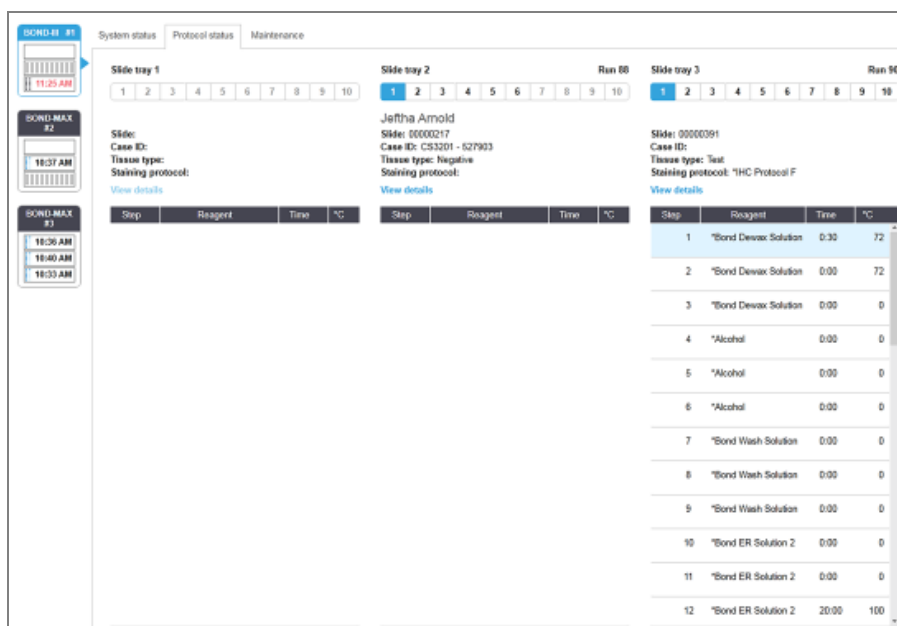 BOND-III #1
11:25 AM
BOND-MAX
#2
10:37 AM
BOND-MAX
#3
10:36 AM
10:40 AM
10:33 AM
System status Protocol status Maintenance
Slide tray 1
1 2 3 4 5 6 7 8 9 10
Slide:
Case ID:
Tissue type:
Staining protocol:
View details
Step Reagent Time °C
Slide tray 2 Run 88
1 2 3 4 5 6 7 8 9 10
Jeftha Arnold
Slide: 00000217
Case ID: CS3201 - 527903
Tissue type: Negative
Staining protocol:
View details
Step Reagent Time °C
Slide tray 3 Run 90
1 2 3 4 5 6 7 8 9 10
Slide: 00000391
Case ID:
Tissue type: Test
Staining protocol: *IHC Protocol F
View details
Step Reagent Time °C
1 *Bond Dewax Solution 0:30 72
2 *Bond Dewax Solution 0:00 72
3 *Bond Dewax Solution 0:00 0
4 *Alcohol 0:00 0
5 *Alcohol 0:00 0
6 *Alcohol 0:00 0
7 *Bond Wash Solution 0:00 0
8 *Bond Wash Solution 0:00 0
9 *Bond Wash Solution 0:00 0
10 *Bond ER Solution 2 0:00 0
11 *Bond ER Solution 2 0:00 0
12 *Bond ER Solution 2 20:00 100